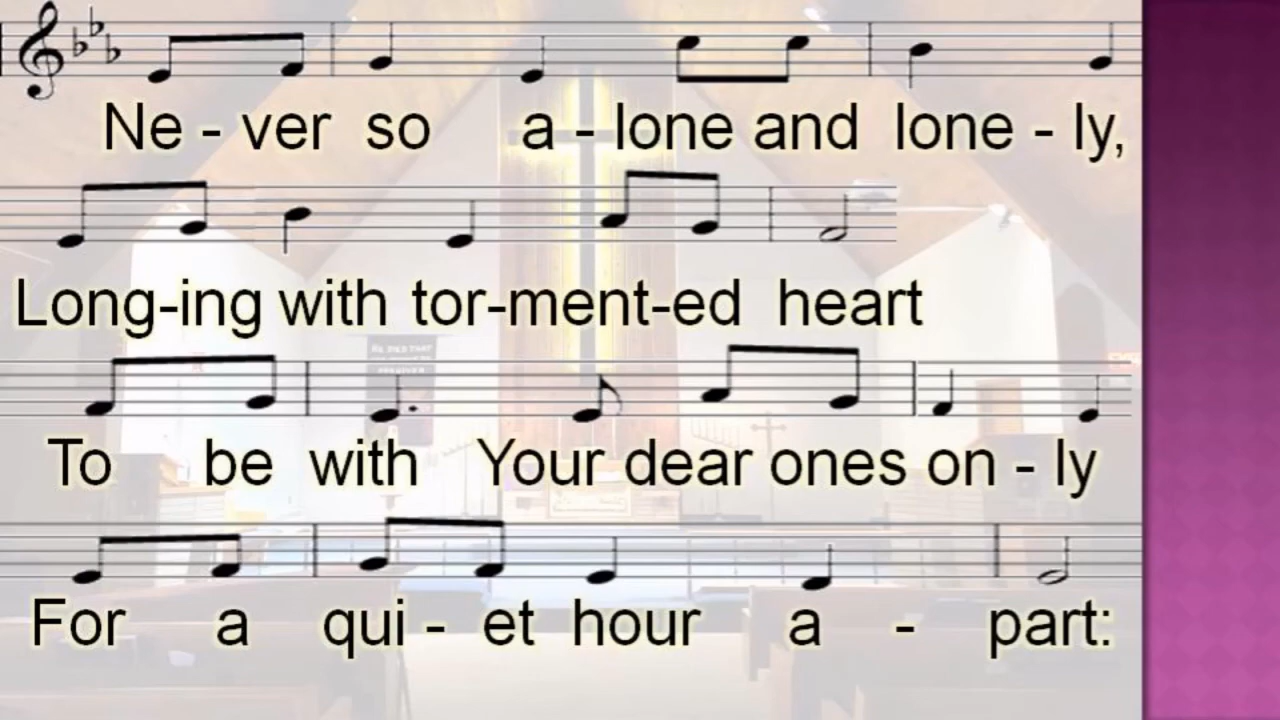 Ne - ver so a - lone and lone - ly,
Long-ing with tor-ment-ed heart
To be with Your dear ones on - ly
For a qui - et hour a - part: